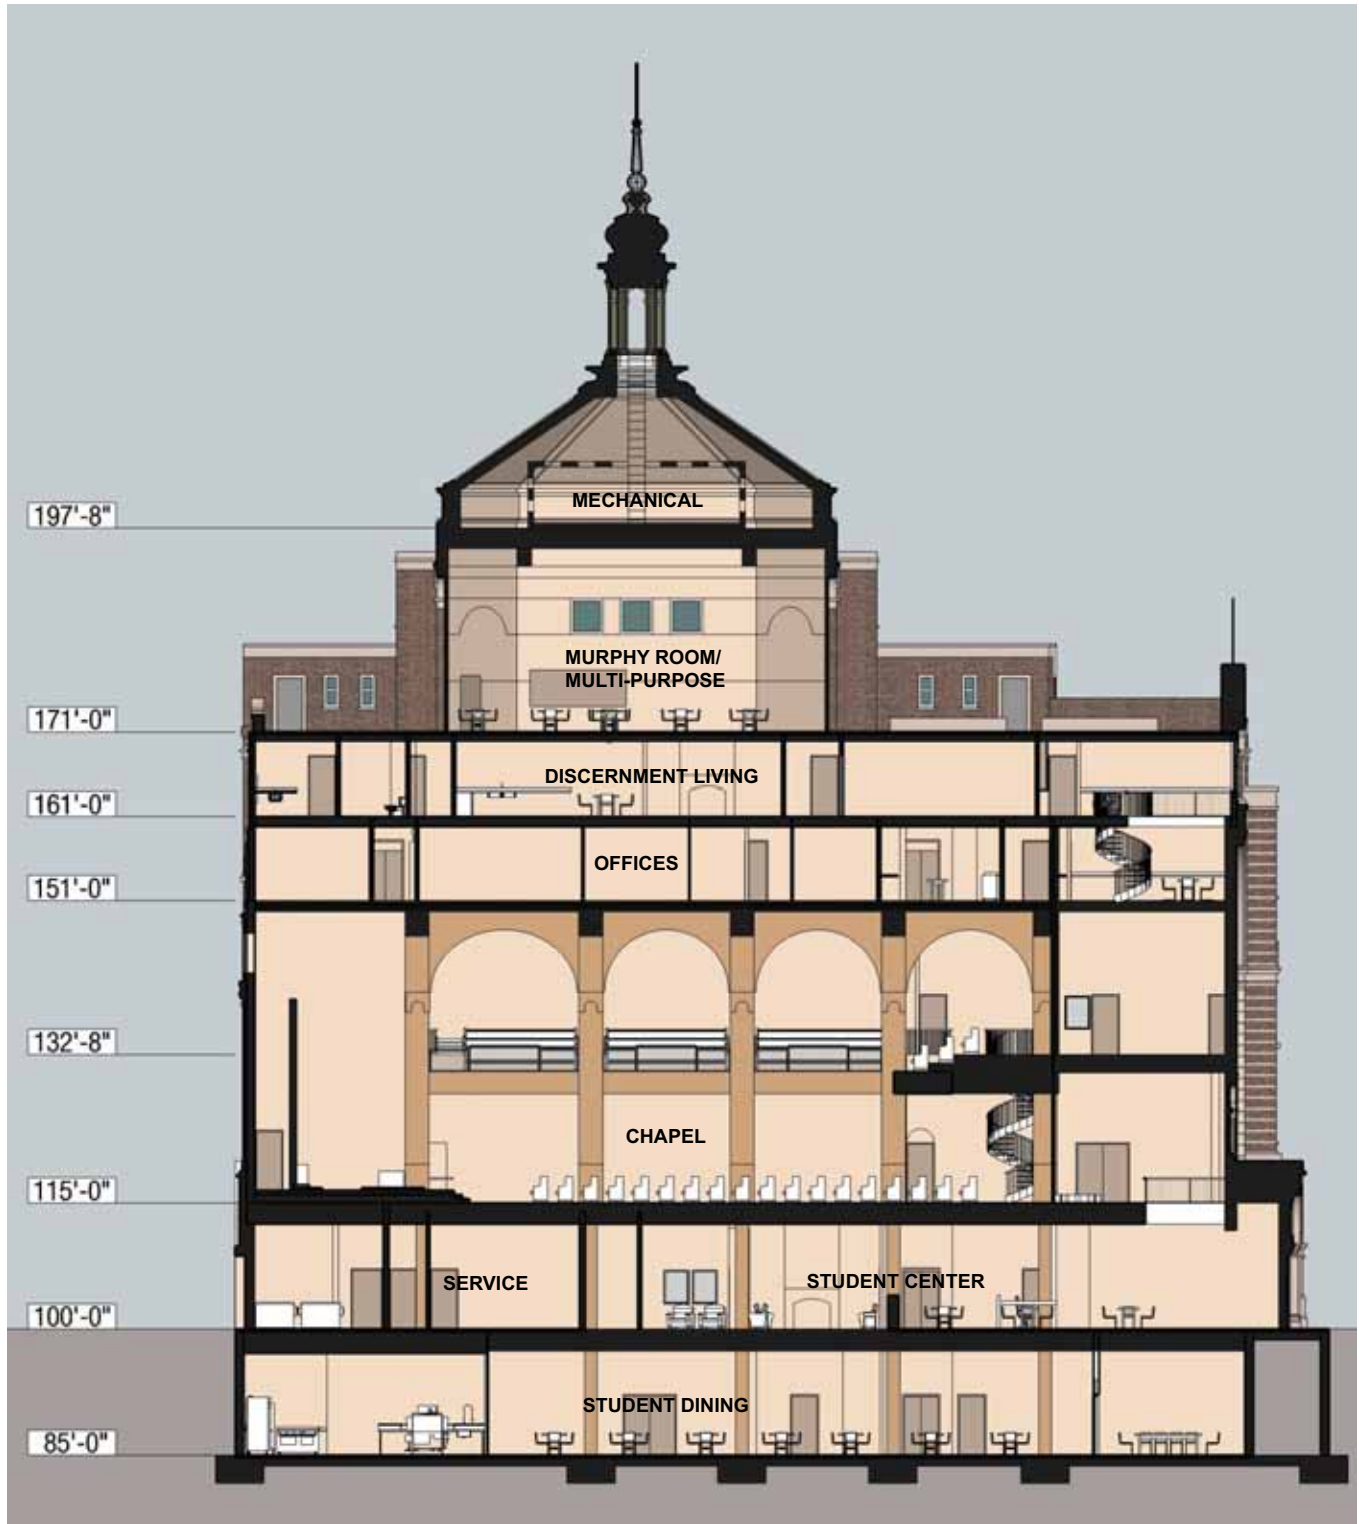 MECHANICAL
197'-8"
MURPHY ROOM/
MULTI-PURPOSE
171'-0"
DISCERNMENT LIVING
161'-0"
OFFICES
151'-0"
132'-8"
CHAPEL
115'-0"
SERVICE
STUDENT CENTER
100'-0"
STUDENT DINING
85'-0"